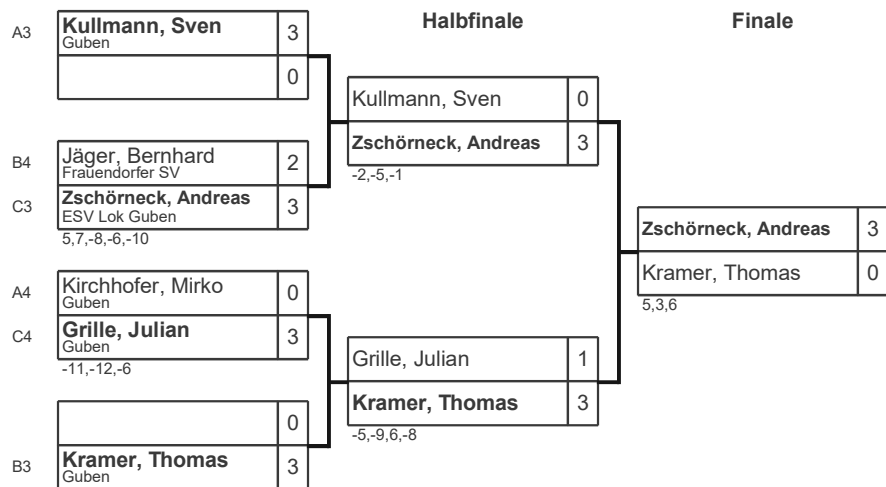 Halbfinale
Finale
A3
Kullmann, Sven
Guben
3
0
B4
Jäger, Bernhard
Frauendorfer SV
2
C3
Zschörneck, Andreas
ESV Lok Guben
3
5,7,-8,-6,-10
A4
Kirchhofer, Mirko
Guben
0
C4
Grille, Julian
Guben
3
-11,-12,-6
0
B3
Kramer, Thomas
Guben
3
Kullmann, Sven
0
Zschörneck, Andreas
3
-2,-5,-1
Grille, Julian
1
Kramer, Thomas
3
-5,-9,6,-8
Zschörneck, Andreas
3
Kramer, Thomas
0
5,3,6